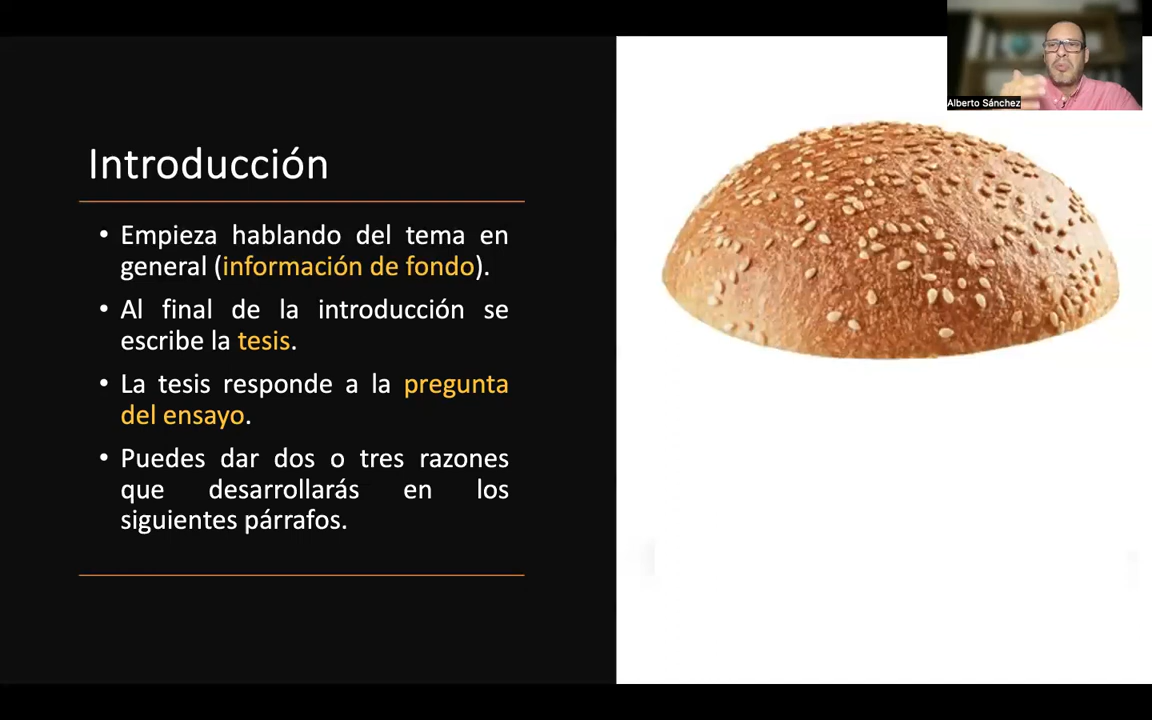 Alberto Sánchez
Introducción
• Empieza hablando del tema en
general (información de fondo).
• Al final de la introducción se
escribe la tesis.
• La tesis responde a la pregunta
del ensayo.
• Puedes dar dos o tres razones
que desarrollarás en los
siguientes párrafos.